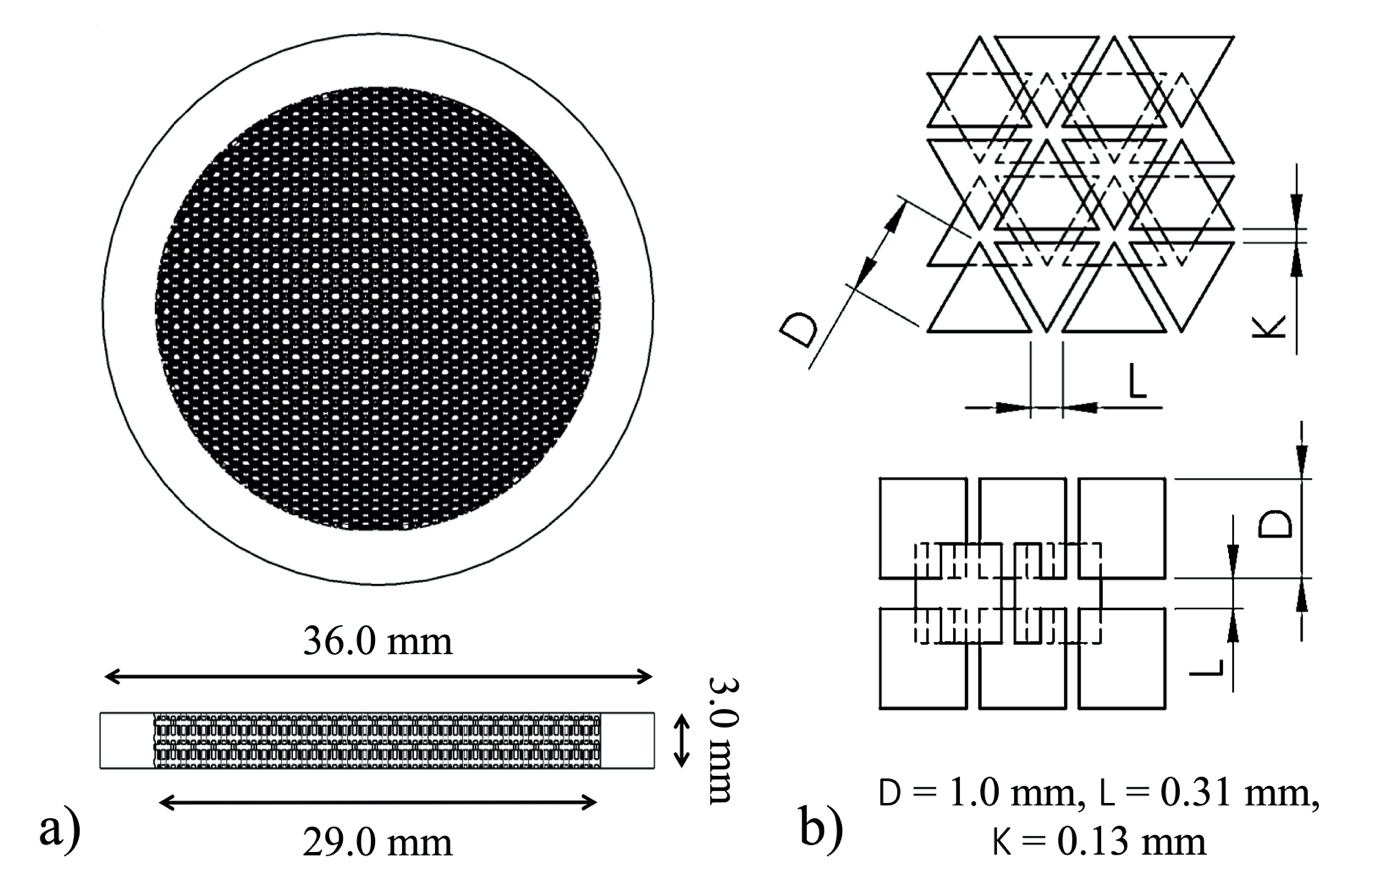 D
K
L
D
L
36.0 mm
3.0 mm
29.0 mm
a)
b)
D = 1.0 mm, L = 0.31 mm,
K = 0.13 mm